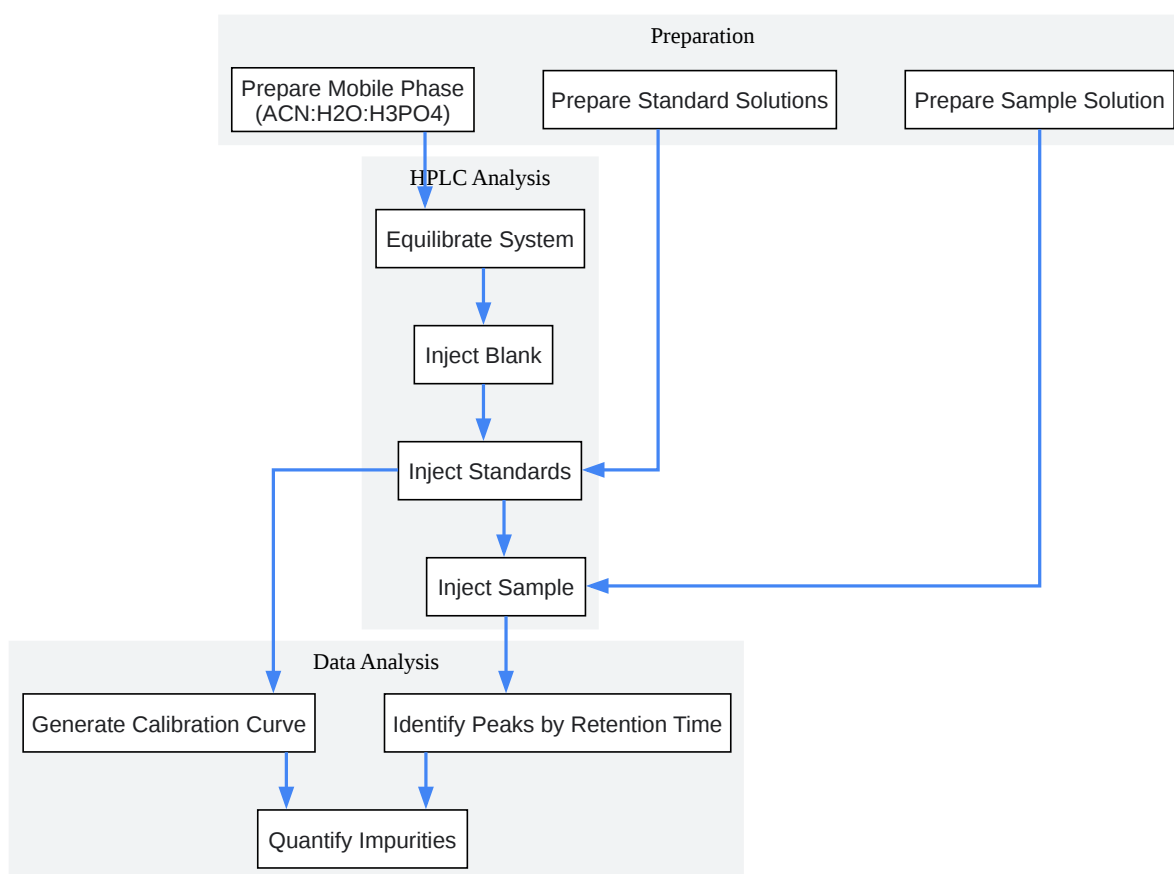 Preparation
Prepare Mobile Phase
(ACN:H2O:H3PO4)
Prepare Standard Solutions
Prepare Sample Solution
HPLC Analysis
Equilibrate System
Inject Blank
Inject Standards
Inject Sample
Data Analysis
Generate Calibration Curve
Identify Peaks by Retention Time
Quantify Impurities